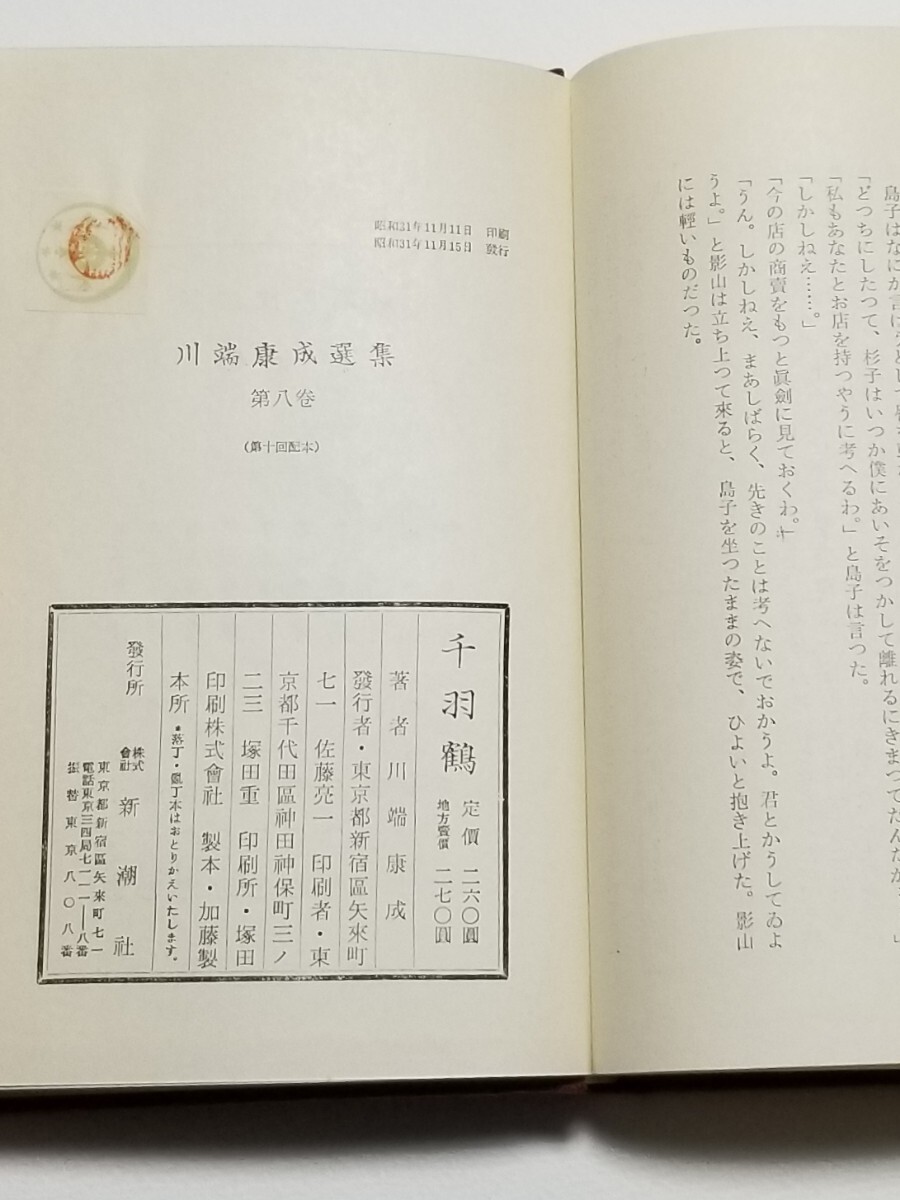 島子はなにか言
「どつちにしたつて、杉子はいつか僕にあいそをつかして離れるにきまつてんだか
「私もあなたとお店を持つやうに考へるわ。」と島子は言つた。
「しかしねえ……。」
「今の店の商賣をもつと眞劍に見ておくわ。」
「うん。しかしねえ、まあしばらく、先きのことは考へないでおかうよ。君とかうしてゐよ
うよ。」と影山は立ち上つて來ると、島子を坐つたままの姿で、ひよいと抱き上げた。影山
には輕いものだつた。
昭和31年11月11日 印刷
昭和31年11月15日 發行
川端康成選集
第八卷
（第十回配本）
千羽鶴 定價 二六〇圓
地方賣價 二七〇圓
著者 川端康成
發行者・東京都新宿區矢來町
七一 佐藤亮一 印刷者・東
京都千代田區神田神保町三ノ
二三 塚田重 印刷所・塚田
印刷株式會社 製本・加藤製
本所 ●落丁・亂丁本はおとりかえいたします。
發行所 株式會社 新潮社
東京都新宿區矢來町七一
電話東京三四局七一一一―八番
振替東京八〇八番